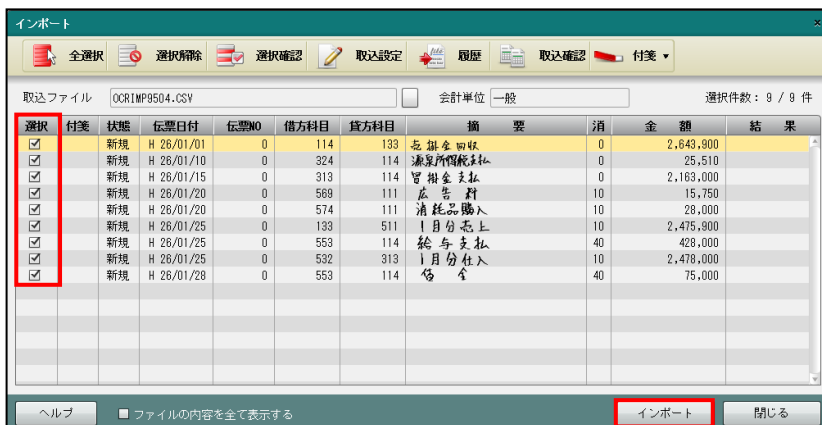 インポート
全選択 選択解除 選択確認 取込設定 履歴 取込確認 付箋
取込ファイル OCRIMP9504.CSV 会計単位 一般 選択件数: 9 / 9 件
選択 付箋 状態 伝票日付 伝票NO 借方科目 貸方科目 摘 要 消 金 額 結 果
新規 H 26/01/01 0 114 133 売掛金回収 0 2,643,900
新規 H 26/01/10 0 324 114 源泉所得税支払 0 25,510
新規 H 26/01/15 0 313 114 買掛金支払 0 2,163,000
新規 H 26/01/20 0 569 111 広告料 10 15,750
新規 H 26/01/20 0 574 111 消耗品購入 10 28,000
新規 H 26/01/25 0 133 511 1月分売上 10 2,475,900
新規 H 26/01/25 0 553 114 給与支払 40 428,000
新規 H 26/01/25 0 532 313 1月分仕入 10 2,478,000
新規 H 26/01/28 0 553 114 金 40 75,000
ヘルプ ファイルの内容を全て表示する インポート 閉じる